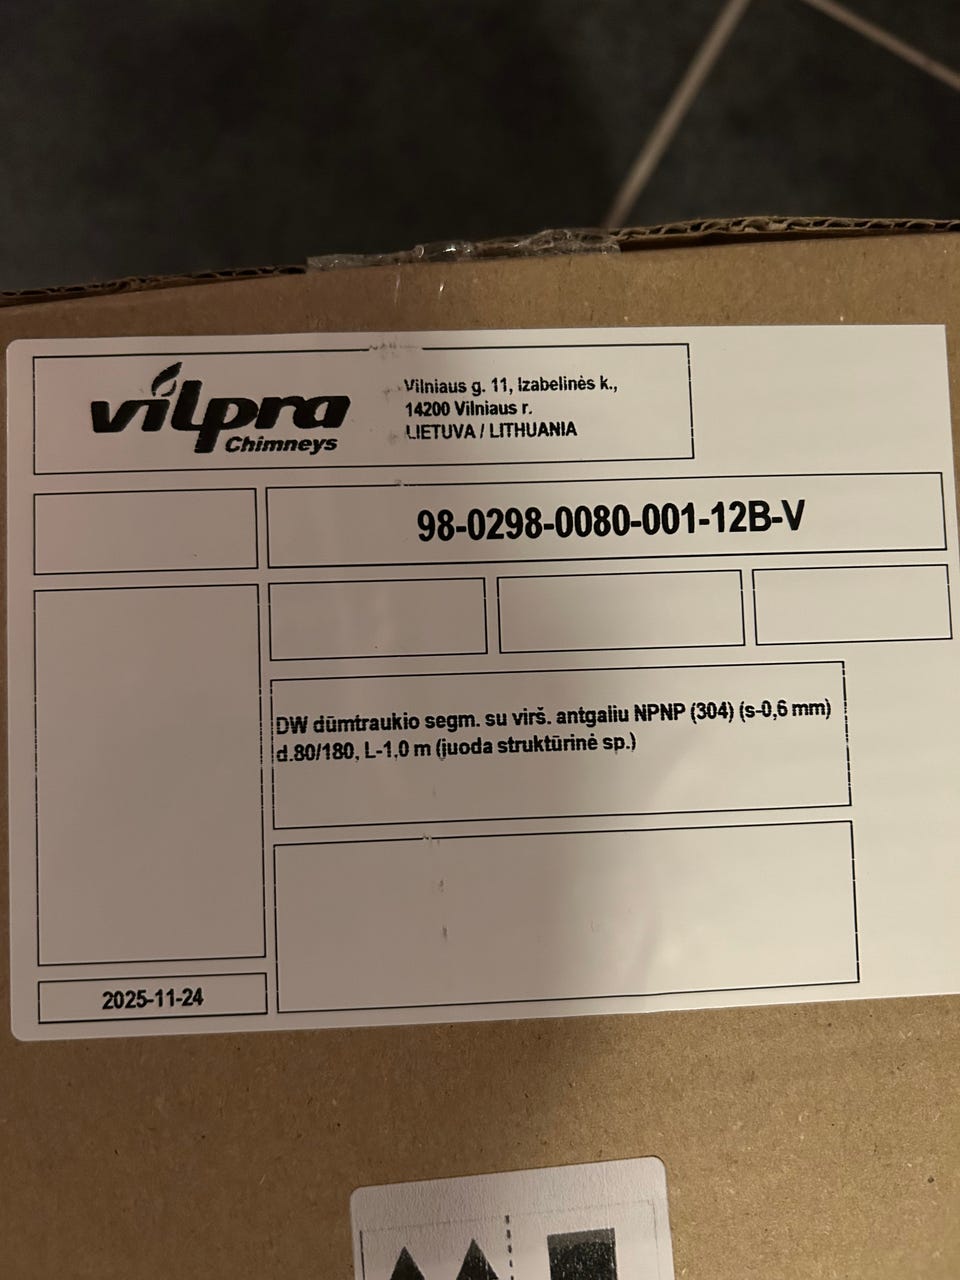 vilpra
Chimneys
Vilniaus g. 11, Izabelinės k.,
14200 Vilniaus r.
LIETUVA / LITHUANIA
98-0298-0080-001-12B-V
DW dūmtraukio segm. su virš. antgaliu NPNP (304) (s-0,6 mm)
d.80/180, L-1,0 m (juoda struktūrinė sp.)
2025-11-24